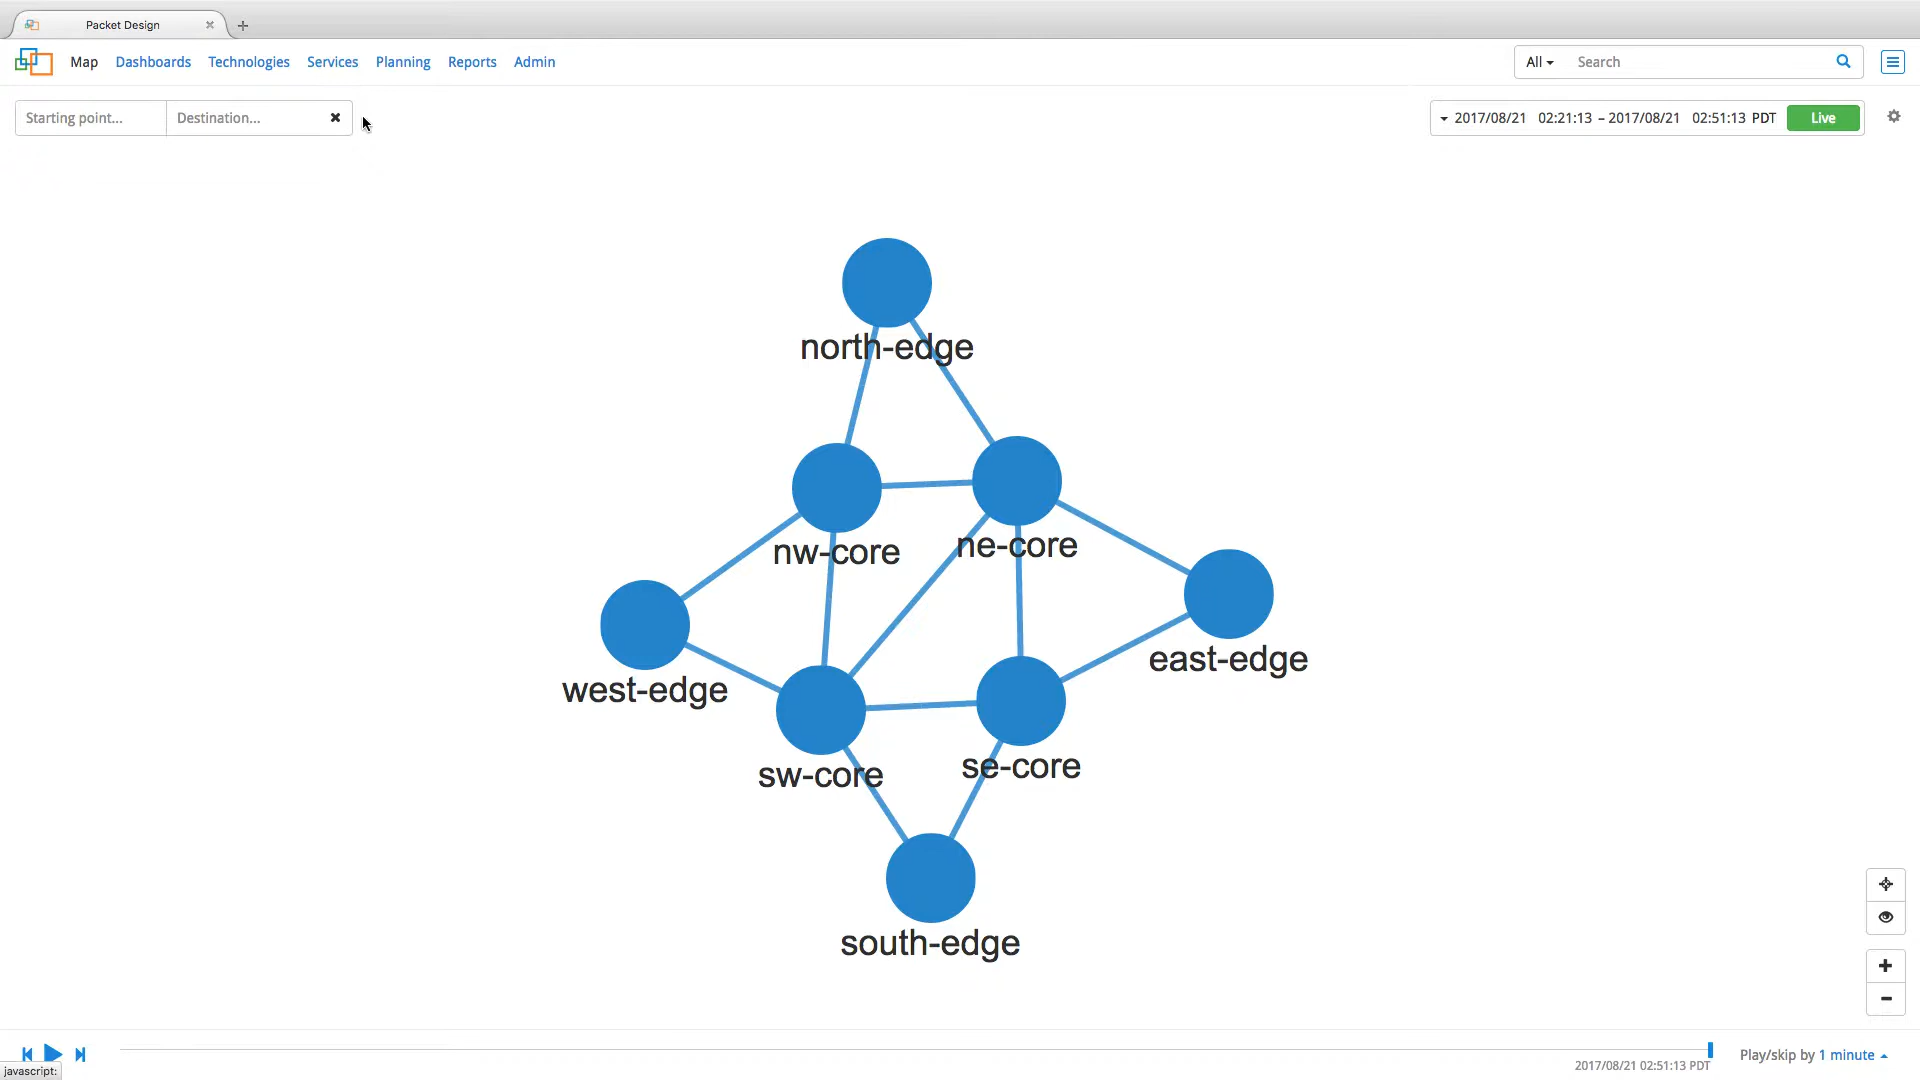 Packet Design
Map Dashboards Technologies Services Planning Reports Admin All Search
Starting point... Destination... 2017/08/21 02:21:13 – 2017/08/21 02:51:13 PDT Live
north-edge
nw-core
ne-core
east-edge
west-edge
sw-core
se-core
south-edge
Play/skip by 1 minute
2017/08/21 02:51:13 PDT
javascript: